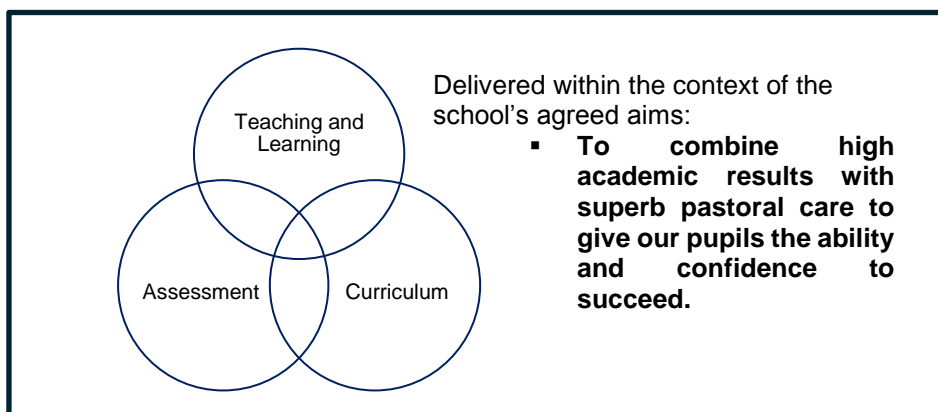 Teaching and
Learning
Assessment
Curriculum
Delivered within the context of the
school’s agreed aims:
▪ To combine high
academic results with
superb pastoral care to
give our pupils the ability
and confidence to
succeed.